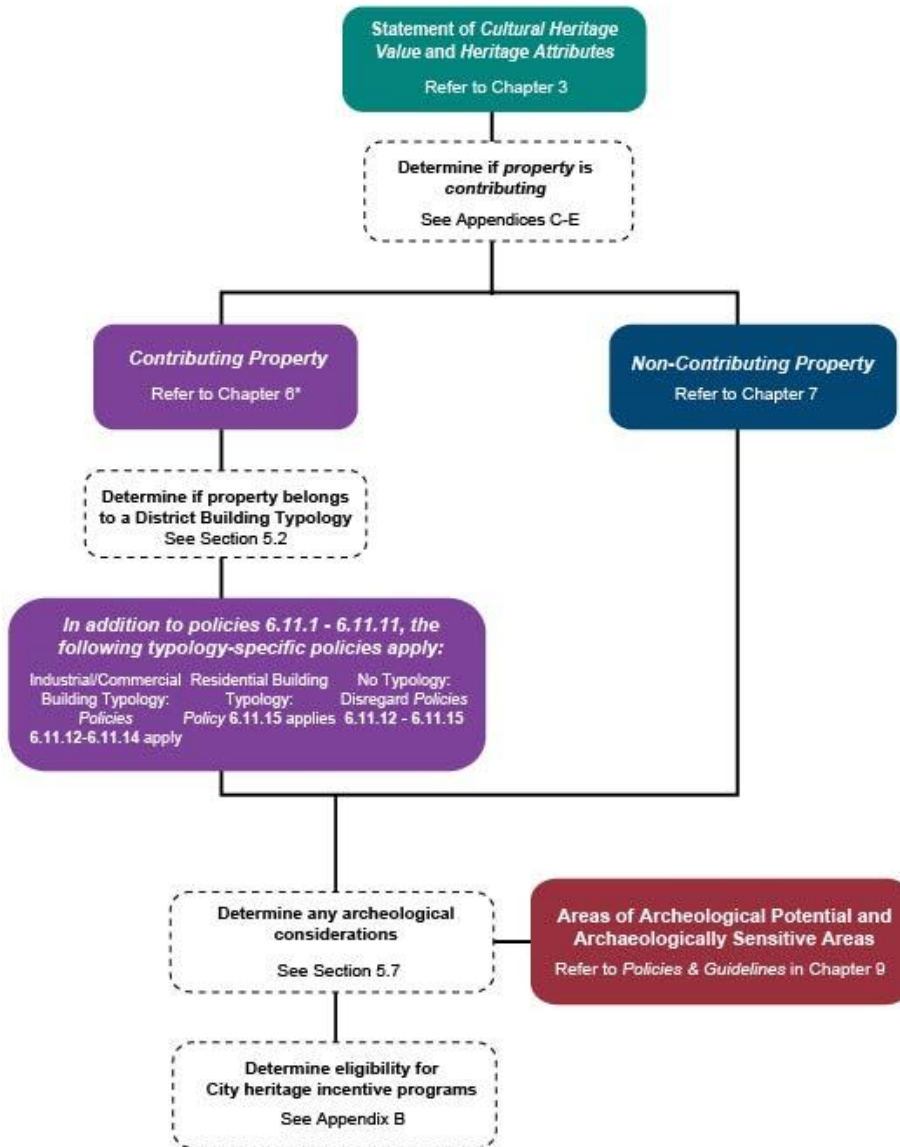 Statement of Cultural Heritage
Value and Heritage Attributes
Refer to Chapter 3
Determine if property is
contributing
See Appendices C-E
Contributing Property
Refer to Chapter 6*
Non-Contributing Property
Refer to Chapter 7
Determine if property belongs
to a District Building Typology
See Section 5.2
In addition to policies 6.11.1 - 6.11.11, the
following typology-specific policies apply:
Industrial/Commercial
Building Typology:
Policies
6.11.12-6.11.14 apply
Residential Building
Typology:
Policy 6.11.15 applies
No Typology:
Disregard Policies
6.11.12 - 6.11.15
Determine any archeological
considerations
See Section 5.7
Areas of Archeological Potential and
Archaeologically Sensitive Areas
Refer to Policies & Guidelines in Chapter 9
Determine eligibility for
City heritage incentive programs
See Appendix B